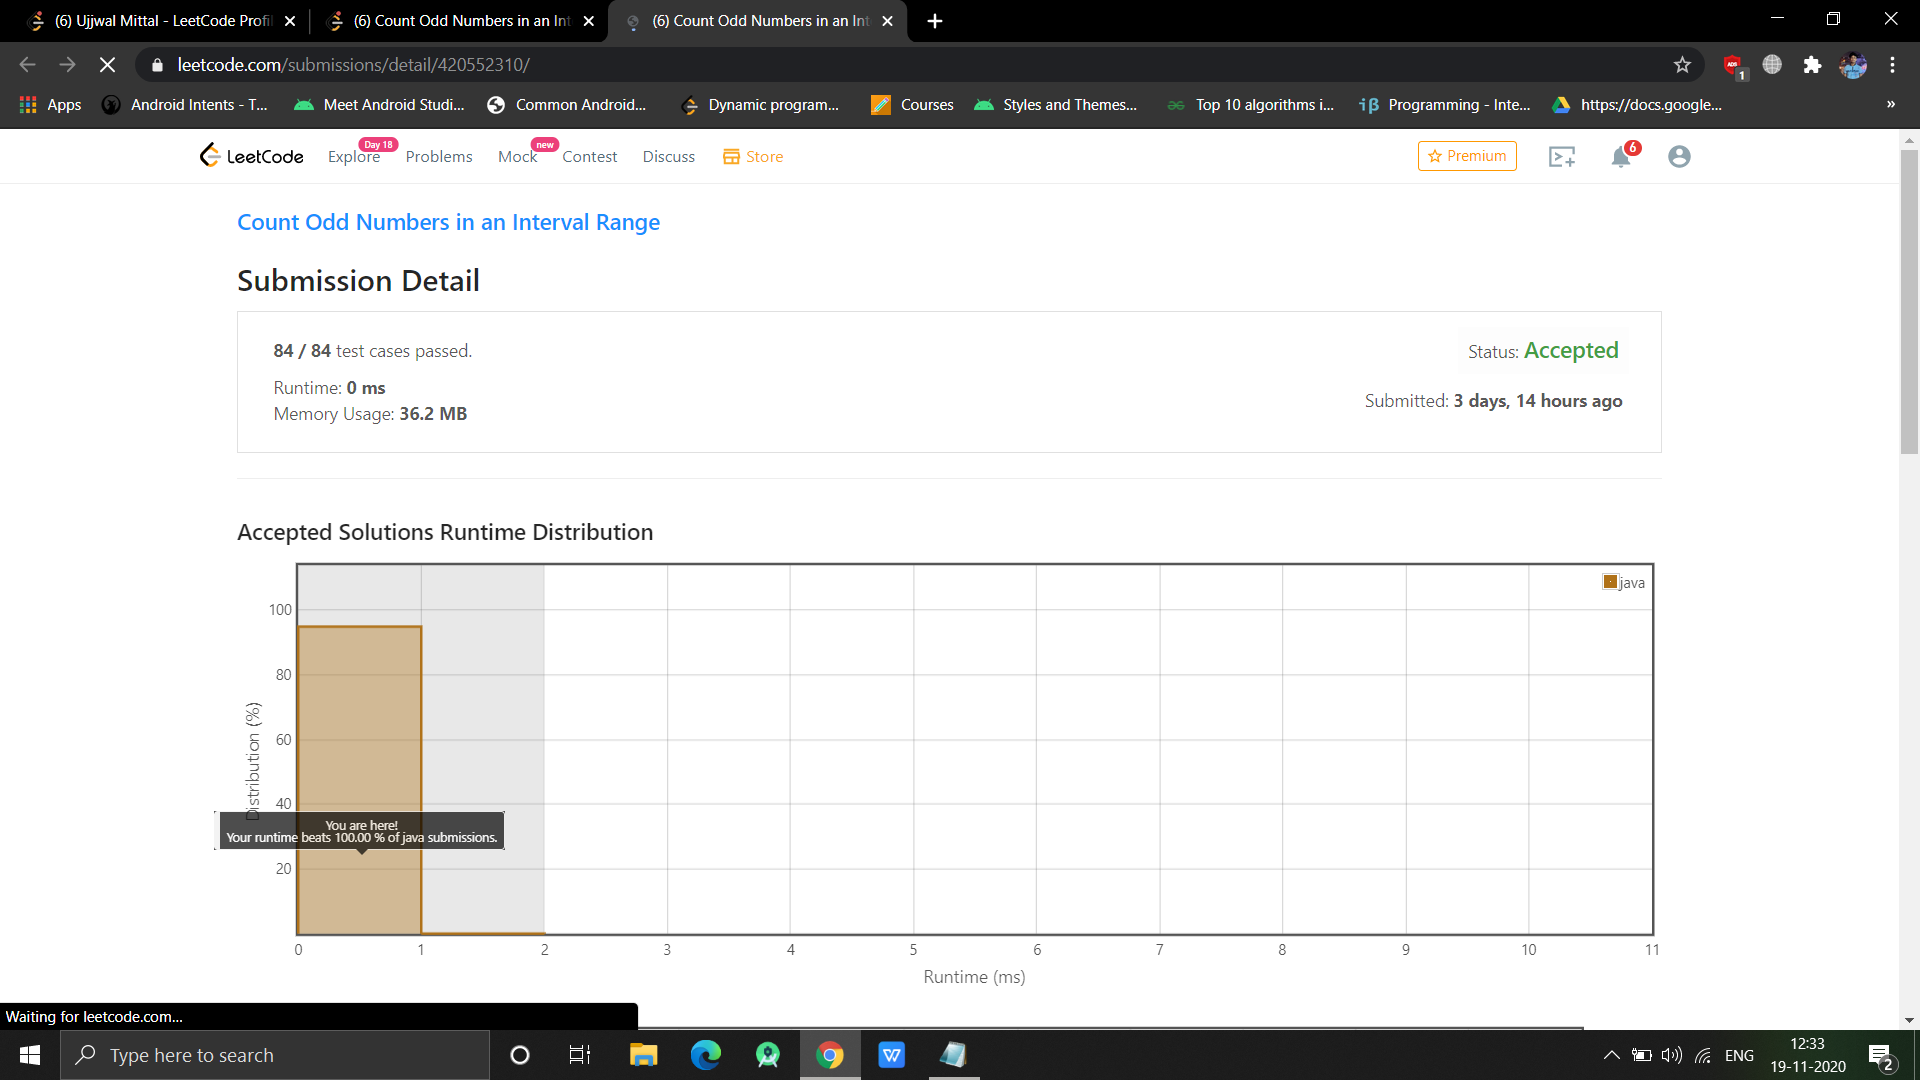 (6) Ujjwal Mittal - LeetCode Profil
(6) Count Odd Numbers in an Int
(6) Count Odd Numbers in an Inte
leetcode.com/submissions/detail/420552310/
ADS
1
Apps
Android Intents - T...
Meet Android Studi...
Common Android...
Dynamic program...
Courses
Styles and Themes...
Top 10 algorithms i...
Programming - Inte...
https://docs.google...
»
LeetCode
Explore
Day 18
Problems
Mock
new
Contest
Discuss
Store
Premium
6
Count Odd Numbers in an Interval Range
Submission Detail
84 / 84 test cases passed.
Status: Accepted
Runtime: 0 ms
Submitted: 3 days, 14 hours ago
Memory Usage: 36.2 MB
Accepted Solutions Runtime Distribution
java
100
80
60
40
20
Distribution (%)
You are here!
Your runtime beats 100.00 % of java submissions.
0 1 2 3 4 5 6 7 8 9 10 11
Runtime (ms)
Waiting for leetcode.com...
Type here to search
W
ENG
12:33
19-11-2020
2